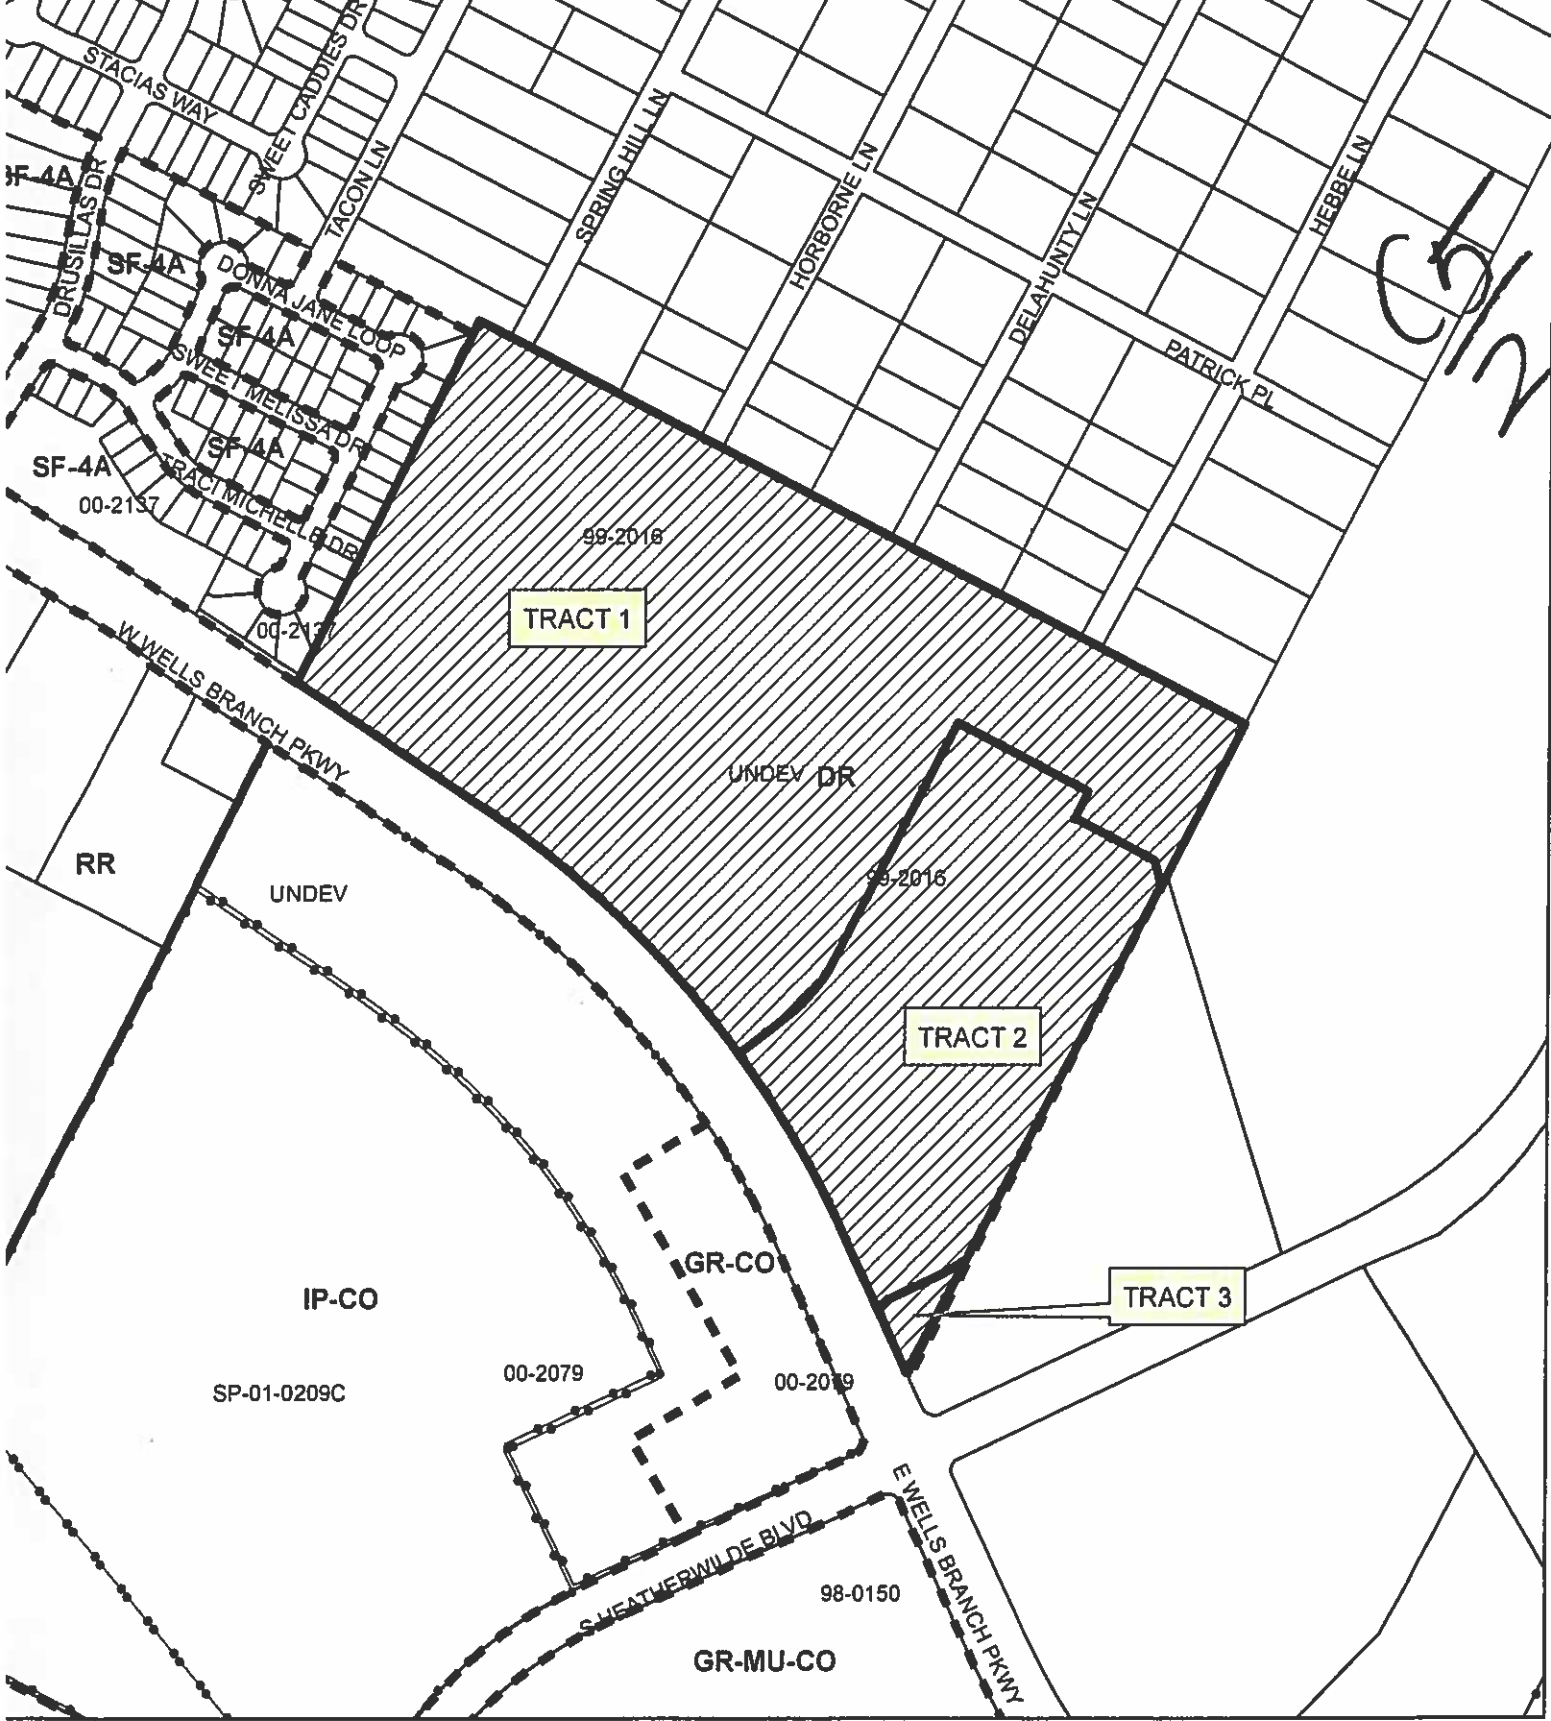 STACIAS WAY
SWEET CADDIES DR
SF-4A
DRUSILLAS DR
TACON LN
SPRING HILL LN
HORBORNE LN
DELAHUNTY LN
HEBBE LN
PATRICK PL
SF-4A
DONNA JANE LOOP
SF-4A
SWEET MELISSA DR
SF-4A
SF-4A
TRACI MICHELLE DR
00-2137
00-2137
99-2016
TRACT 1
W WELLS BRANCH PKWY
UNDEV DR
RR
UNDEV
99-2016
TRACT 2
GR-CO
IP-CO
TRACT 3
00-2079
00-2079
SP-01-0209C
E WELLS BRANCH PKWY
S HEATHERWILDE BLVD
98-0150
GR-MU-CO